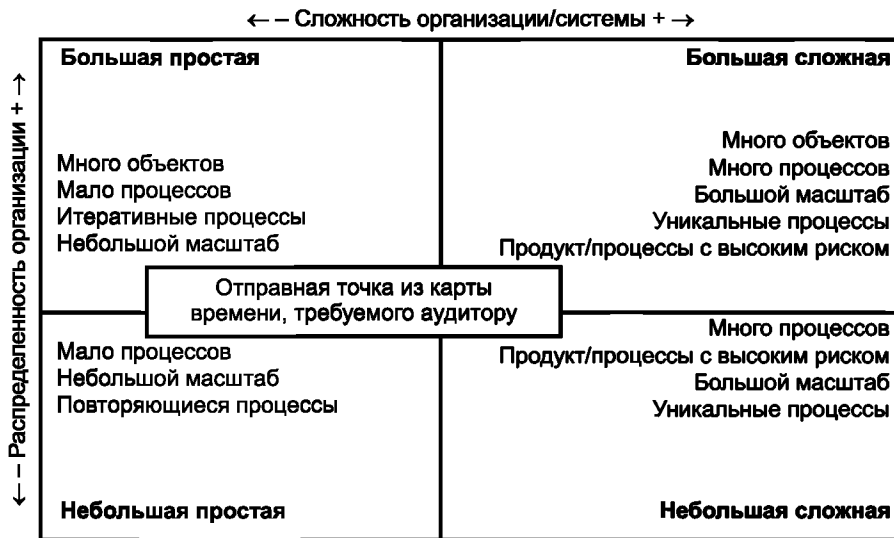 ← – Сложность организации/системы + →
← – Распределенность организации + →
Большая простая
Много объектов
Мало процессов
Итеративные процессы
Небольшой масштаб
Большая сложная
Много объектов
Много процессов
Большой масштаб
Уникальные процессы
Продукт/процессы с высоким риском
Отправная точка из карты
времени, требуемого аудитору
Мало процессов
Небольшой масштаб
Повторяющиеся процессы
Небольшая простая
Много процессов
Продукт/процессы с высоким риском
Большой масштаб
Уникальные процессы
Небольшая сложная